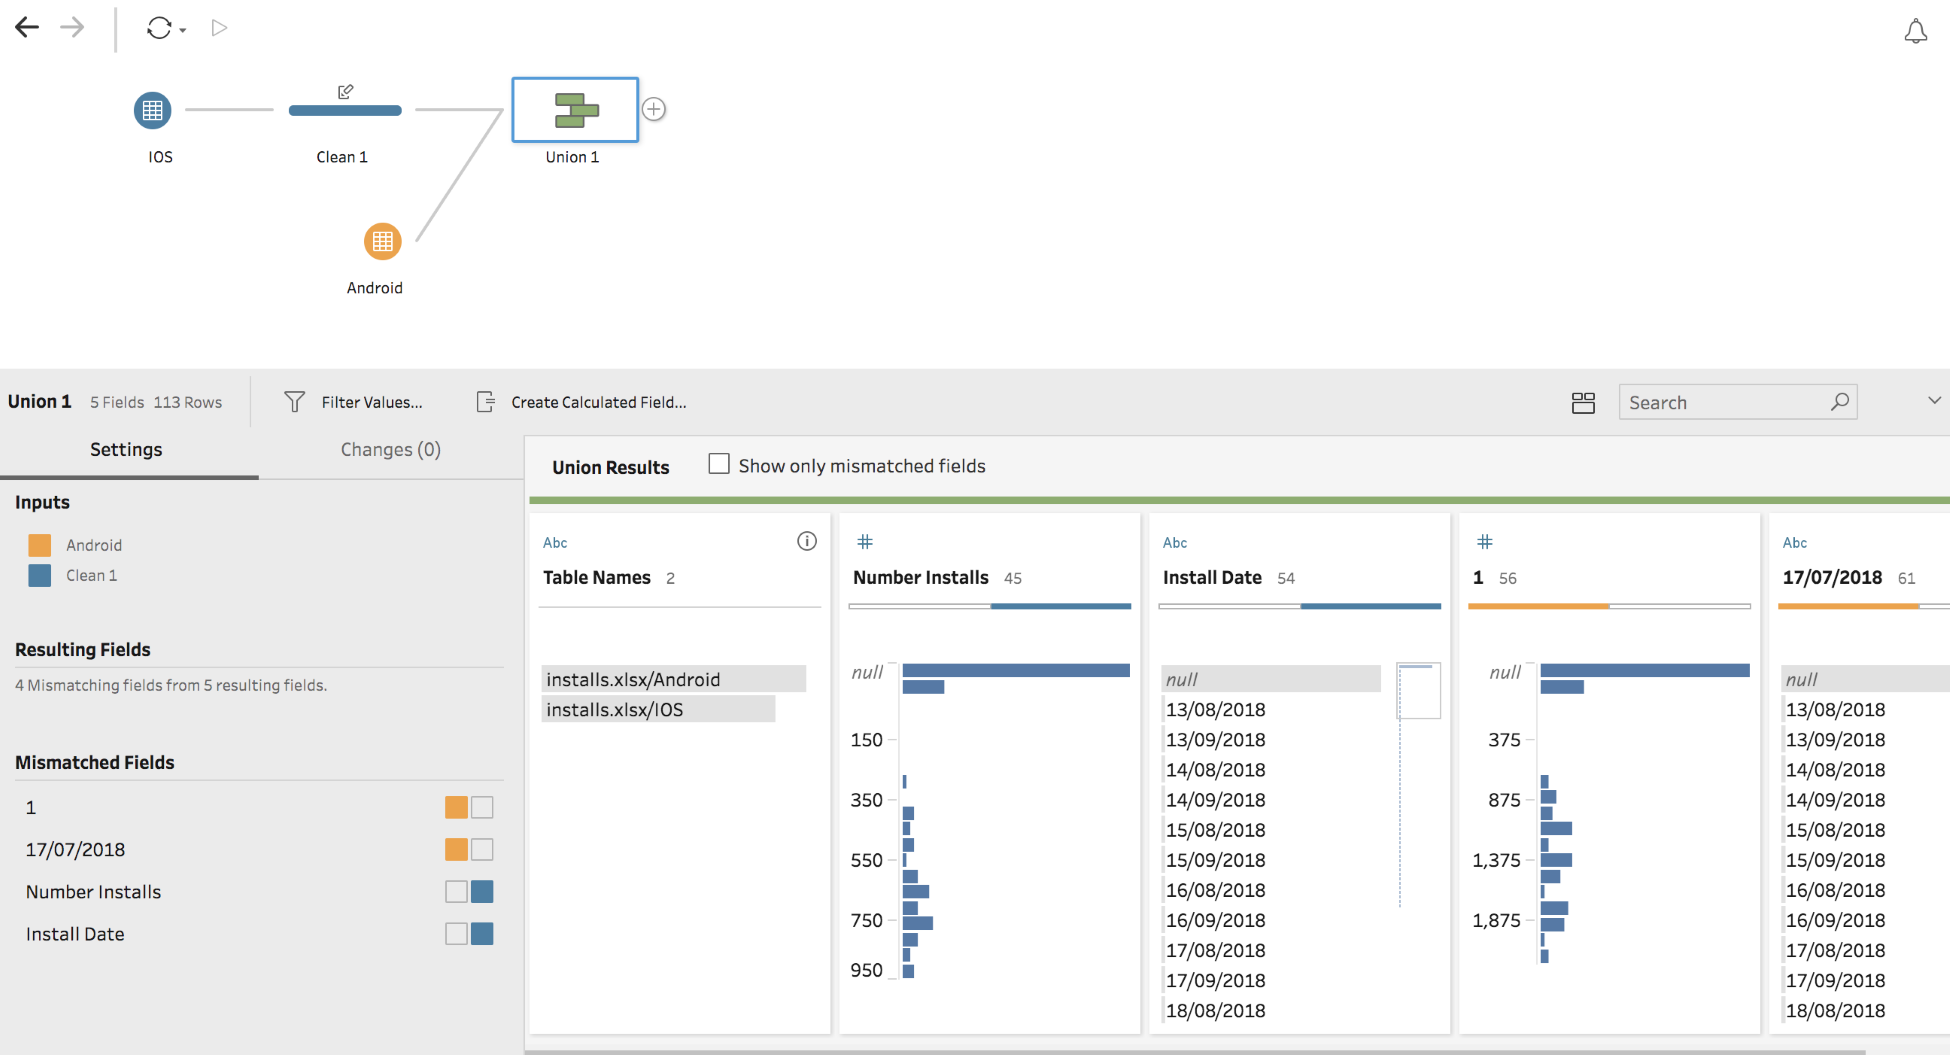 IOS
Clean 1
Union 1
Android
Union 1 5 Fields 113 Rows
Filter Values...
Create Calculated Field...
Search
Settings
Changes (0)
Inputs
Android
Clean 1
Resulting Fields
4 Mismatching fields from 5 resulting fields.
Mismatched Fields
1
17/07/2018
Number Installs
Install Date
Union Results
Show only mismatched fields
Abc
Table Names 2
installs.xlsx/Android
installs.xlsx/IOS
#
Number Installs 45
null
150
350
550
750
950
Abc
Install Date 54
null
13/08/2018
13/09/2018
14/08/2018
14/09/2018
15/08/2018
15/09/2018
16/08/2018
16/09/2018
17/08/2018
17/09/2018
18/08/2018
#
1 56
null
375
875
1,375
1,875
Abc
17/07/2018 61
null
13/08/2018
13/09/2018
14/08/2018
14/09/2018
15/08/2018
15/09/2018
16/08/2018
16/09/2018
17/08/2018
17/09/2018
18/08/2018